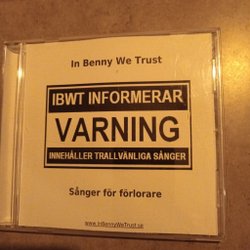 In Benny We Trust
IBWT INFORMERAR
VARNING
INNEHÅLLER TRALLVÄNLIGA SÅNGER
Sånger för förlorare
www.InBennyWeTrust.se